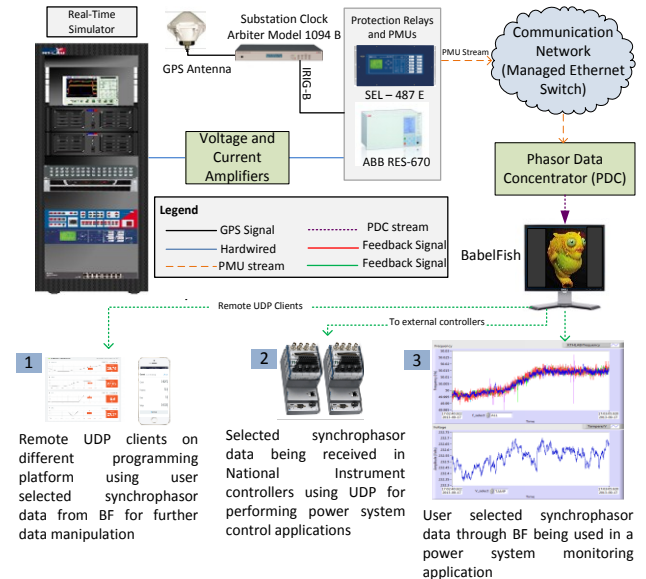 Real-Time
Simulator
Substation Clock
Arbiter Model 1094 B
GPS Antenna
IRIG-B
Protection Relays
and PMUs
SEL – 487 E
ABB RES-670
PMU Stream
Communication
Network
(Managed Ethernet
Switch)
Voltage and
Current
Amplifiers
Phasor Data
Concentrator (PDC)
Legend
GPS Signal
Hardwired
PMU stream
PDC stream
Feedback Signal
Feedback Signal
BabelFish
Remote UDP Clients
To external controllers
1
2
3
Frequency
Voltage
Remote UDP clients on
different programming
platform using user
selected synchrophasor
data from BF for further
data manipulation
Selected synchrophasor
data being received in
National Instrument
controllers using UDP for
performing power system
control applications
User selected synchrophasor
data through BF being used in a
power system monitoring
application